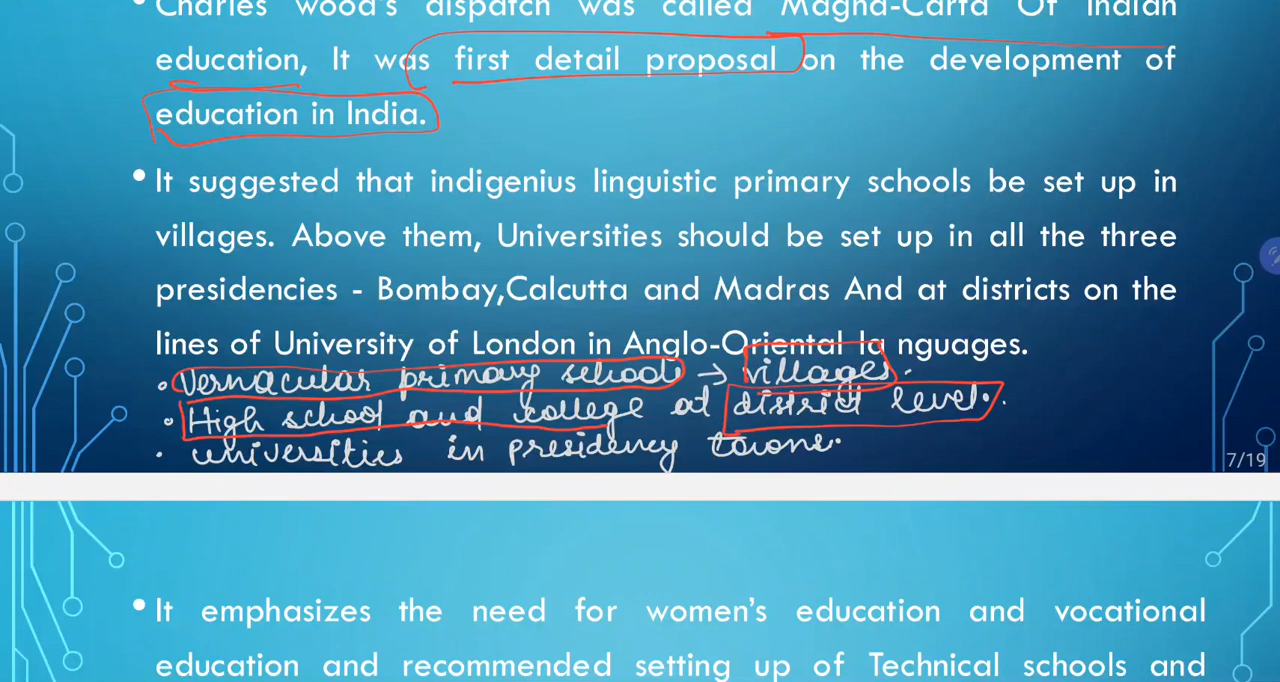 • Charles wood's dispatch was called Magna-Carta Of Indian
education, It was first detail proposal on the development of
education in India.
• It suggested that indigenius linguistic primary schools be set up in
villages. Above them, Universities should be set up in all the three
presidencies - Bombay,Calcutta and Madras And at districts on the
lines of University of London in Anglo-Oriental la nguages.
• Vernacular primary schools → villages.
• High school and college at district level.
• universities in presidency towns.
7/19
• It emphasizes the need for women's education and vocational
education and recommended setting up of Technical schools and